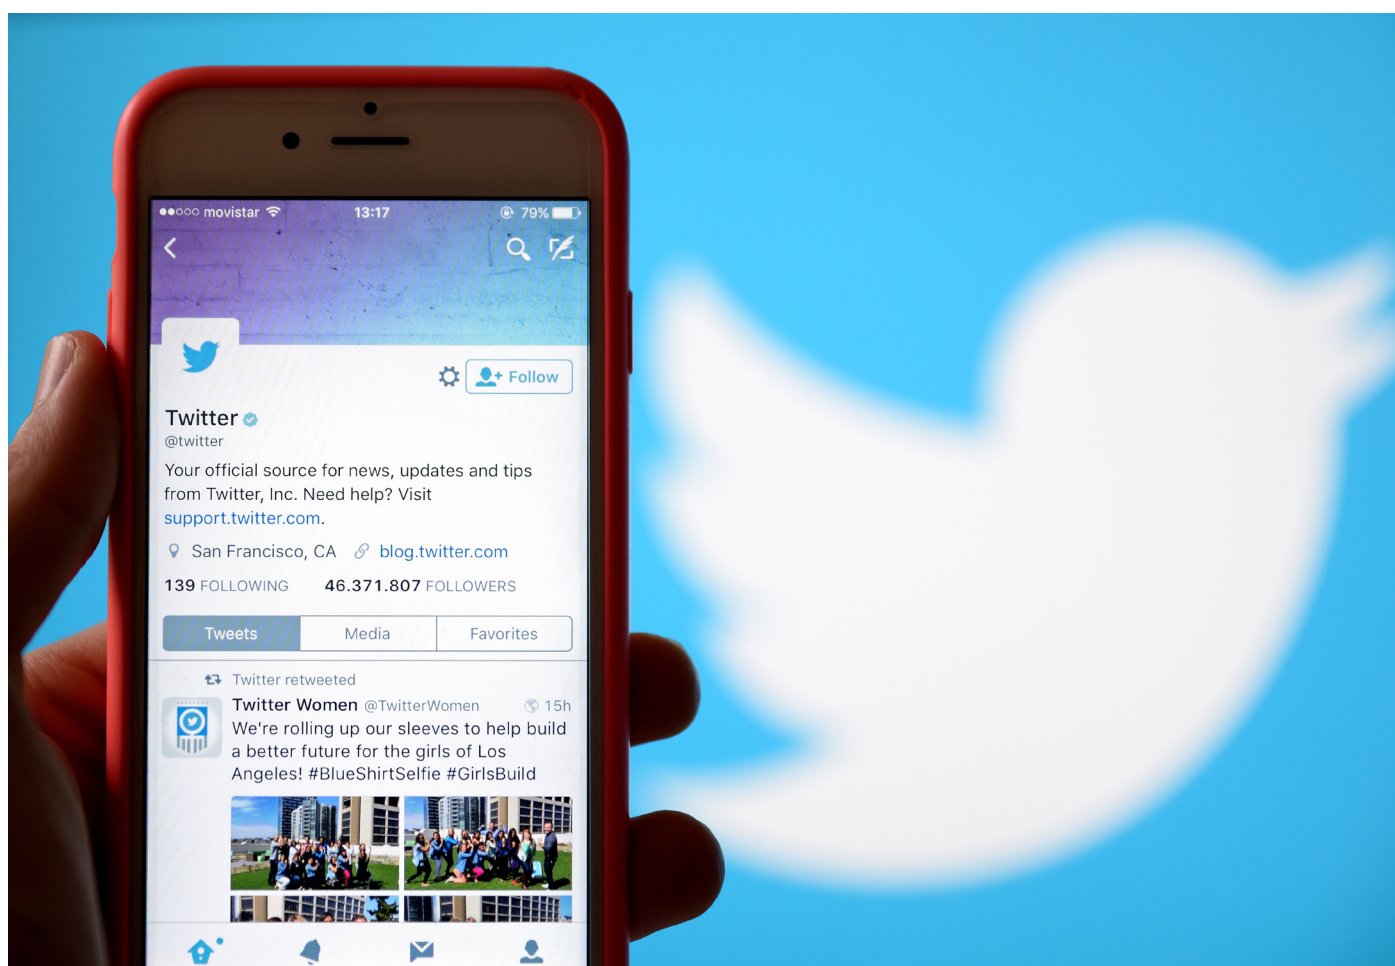 movistar 13:17 79%
Follow
Twitter
@twitter
Your official source for news, updates and tips
from Twitter, Inc. Need help? Visit
support.twitter.com.
San Francisco, CA blog.twitter.com
139 FOLLOWING 46.371.807 FOLLOWERS
Tweets Media Favorites
Twitter retweeted
Twitter Women @TwitterWomen 15h
We're rolling up our sleeves to help build
a better future for the girls of Los
Angeles! #BlueShirtSelfie #GirlsBuild